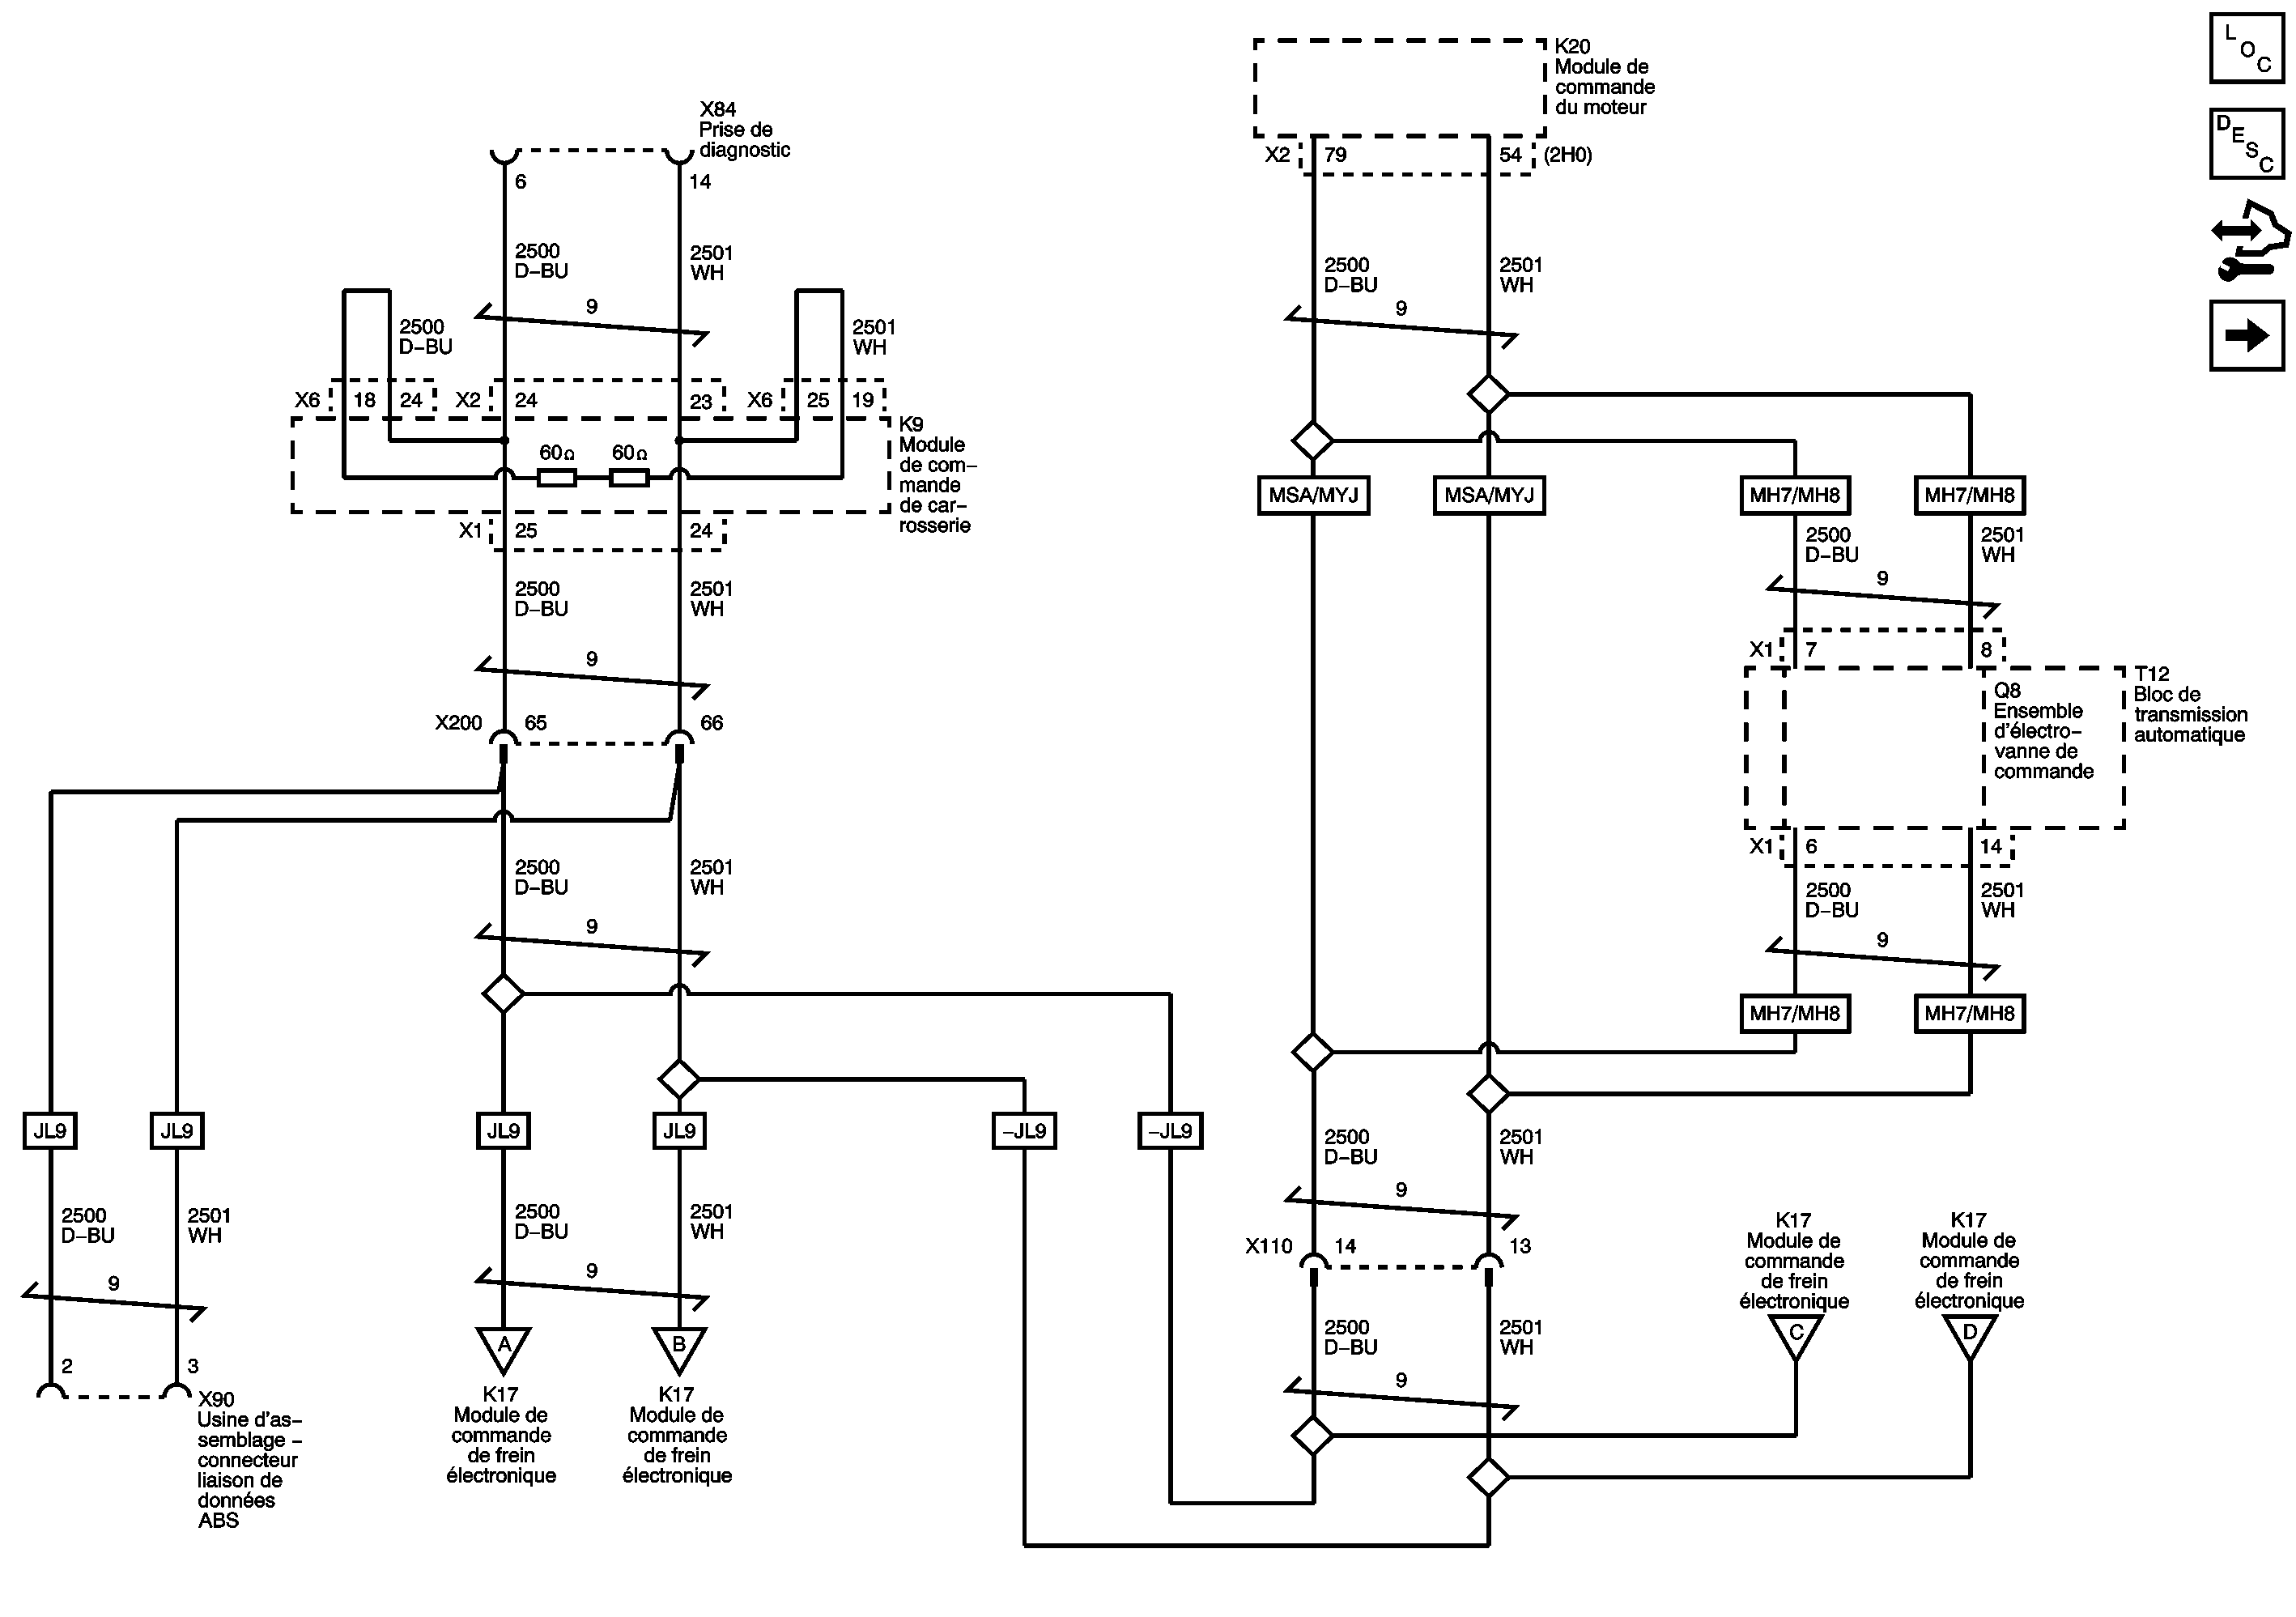 L
O
C
D
E
S
C
X84
Prise de
diagnostic
6
14
2500
D–BU
2501
WH
9
2500
D–BU
2501
WH
X6
18
24
X2
24
23
X6
25
19
K9
Module
de com–
mande
de car–
rosserie
60Ω
60Ω
X1
25
24
2500
D–BU
2501
WH
9
X200
65
66
2500
D–BU
2501
WH
9
JL9
JL9
JL9
JL9
–JL9
–JL9
2500
D–BU
2501
WH
9
2
3
X90
Usine d'as–
semblage –
connecteur
liaison de
données
ABS
2500
D–BU
2501
WH
9
A
K17
Module de
commande
de frein
électronique
B
K17
Module de
commande
de frein
électronique
K20
Module de
commande
du moteur
X2
79
54
(2H0)
2500
D–BU
2501
WH
9
MSA/MYJ
MSA/MYJ
MH7/MH8
MH7/MH8
2500
D–BU
2501
WH
9
X1
7
8
Q8
Ensemble
d'électro–
vanne de
commande
T12
Bloc de
transmission
automatique
X1
6
14
2500
D–BU
2501
WH
9
MH7/MH8
MH7/MH8
2500
D–BU
2501
WH
9
X110
14
13
2500
D–BU
2501
WH
9
K17
Module de
commande
de frein
électronique
C
K17
Module de
commande
de frein
électronique
D